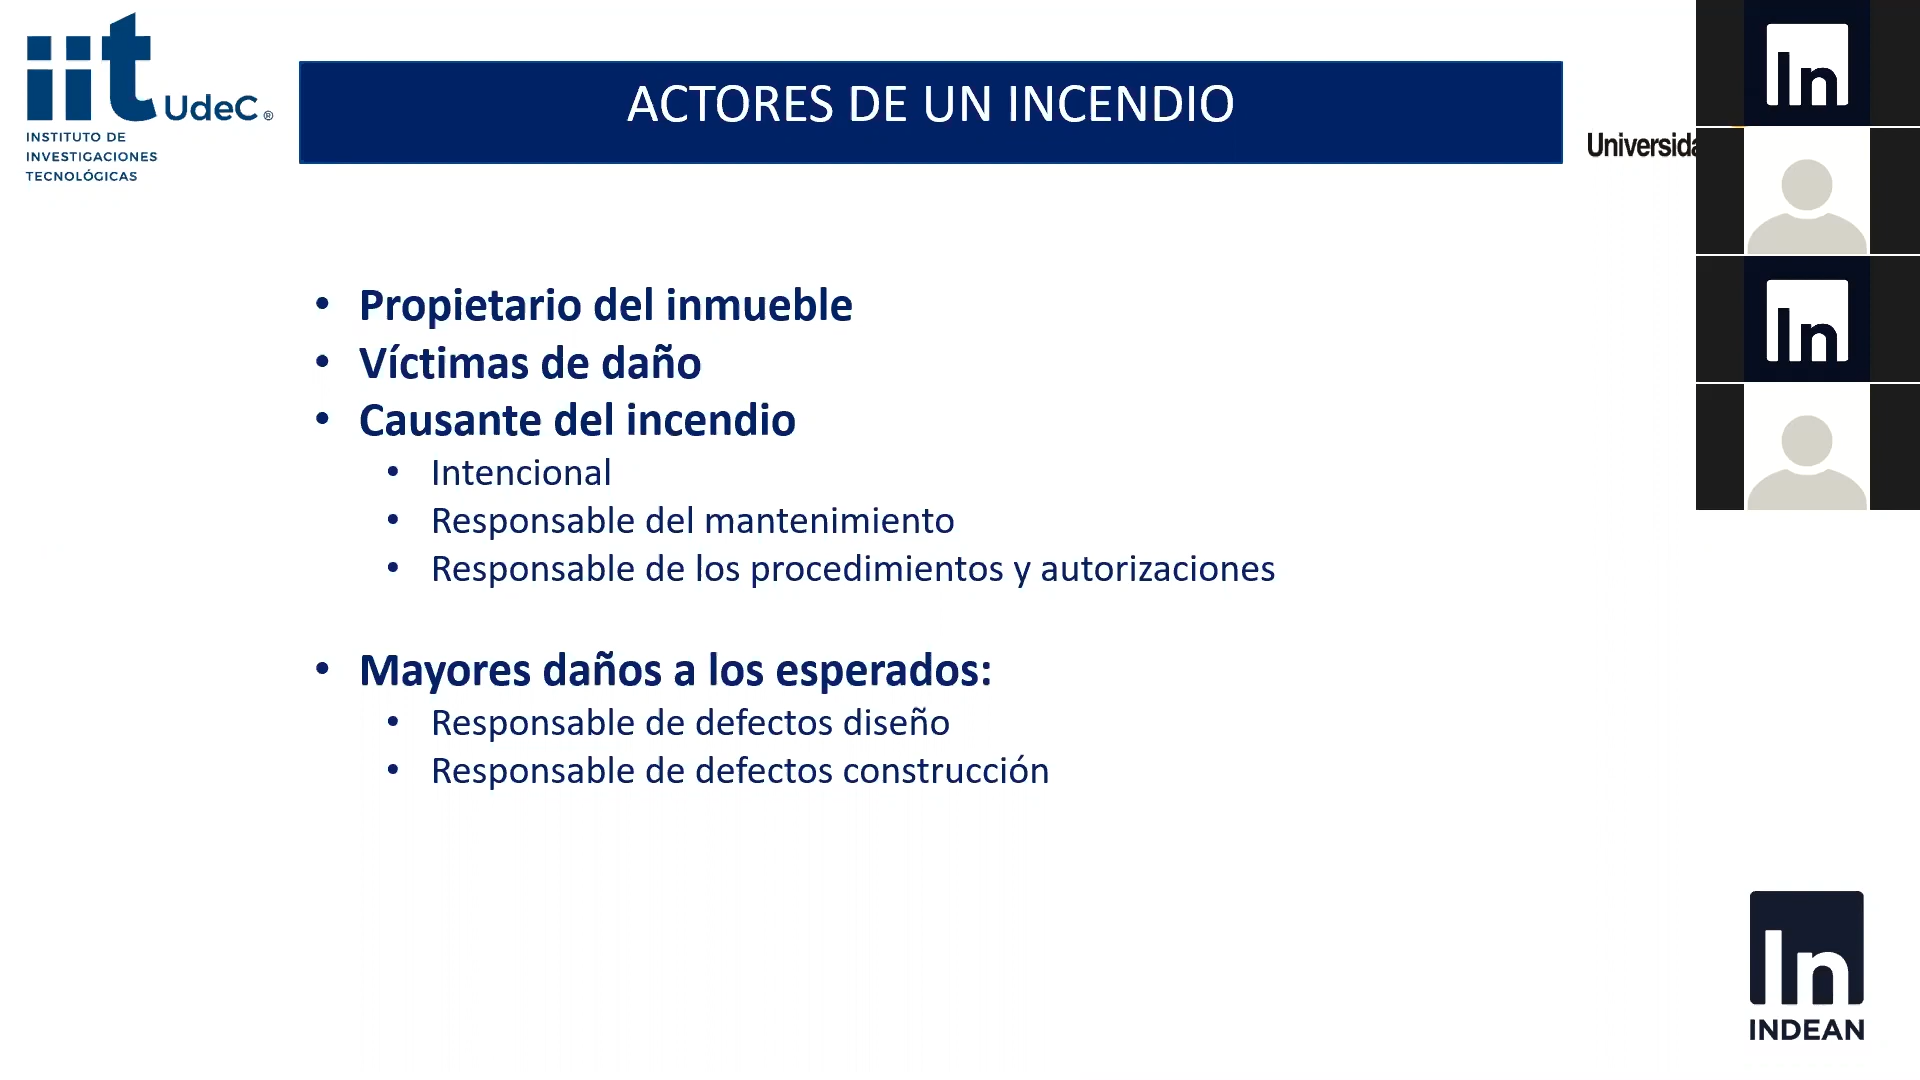 iit UdeC®
INSTITUTO DE
INVESTIGACIONES
TECNOLÓGICAS
ACTORES DE UN INCENDIO
In
In
• Propietario del inmueble
• Víctimas de daño
• Causante del incendio
• Intencional
• Responsable del mantenimiento
• Responsable de los procedimientos y autorizaciones
• Mayores daños a los esperados:
• Responsable de defectos diseño
• Responsable de defectos construcción
In
INDEAN